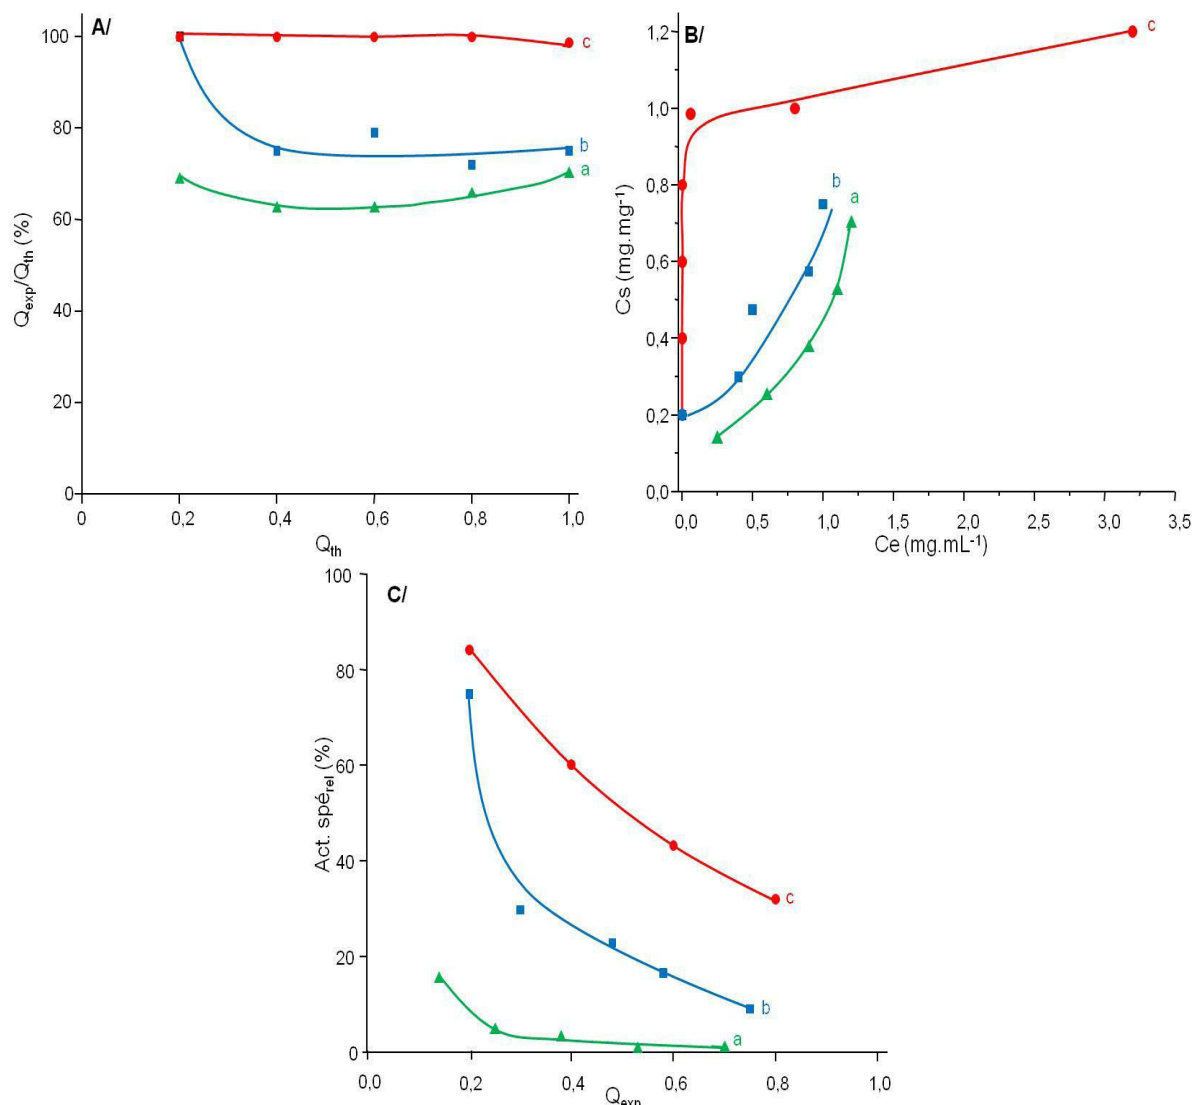 A/
100
80
60
40
20
0
Qexp/Qth (%)
c
b
a
0
0,2
0,4
0,6
0,8
1,0
Qth
B/
1,2
1,0
0,8
0,6
0,4
0,2
0,0
Cs (mg.mg-1)
c
b
a
0,0
0,5
1,0
1,5
2,0
2,5
3,0
3,5
Ce (mg.mL-1)
C/
100
80
60
40
20
0
Act. spérel (%)
c
b
a
0,0
0,2
0,4
0,6
0,8
1,0
Qexp